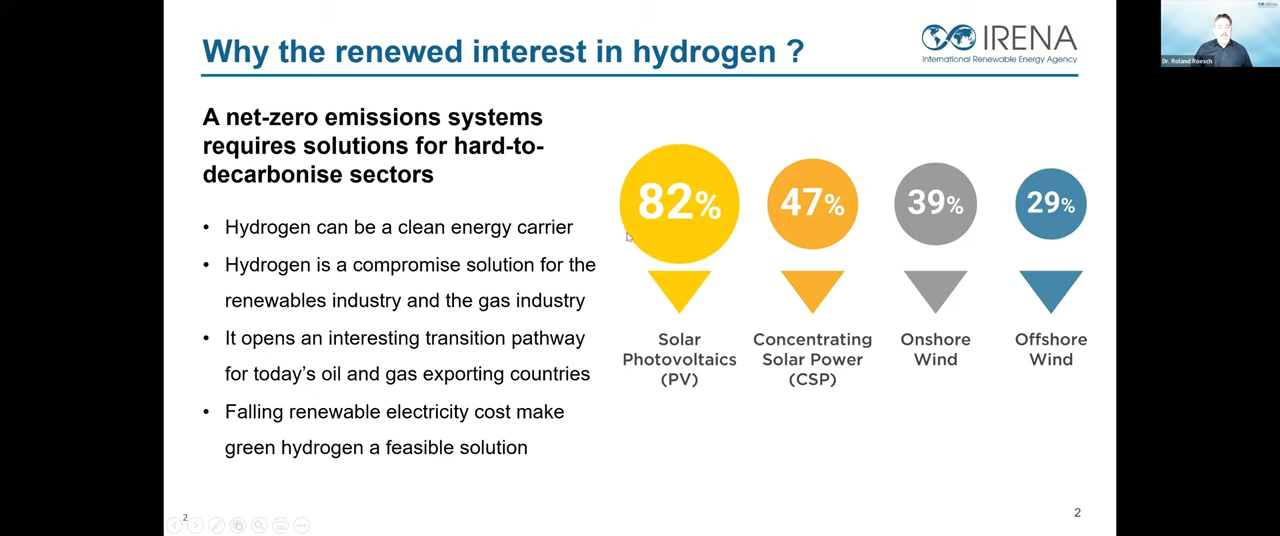 Why the renewed interest in hydrogen ?
IRENA
International Renewable Energy Agency
Dr. Roland Roesch
A net-zero emissions systems
requires solutions for hard-to-
decarbonise sectors
• Hydrogen can be a clean energy carrier
• Hydrogen is a compromise solution for the
renewables industry and the gas industry
• It opens an interesting transition pathway
for today's oil and gas exporting countries
• Falling renewable electricity cost make
green hydrogen a feasible solution
82%
47%
39%
29%
Solar
Photovoltaics
(PV)
Concentrating
Solar Power
(CSP)
Onshore
Wind
Offshore
Wind
2
2